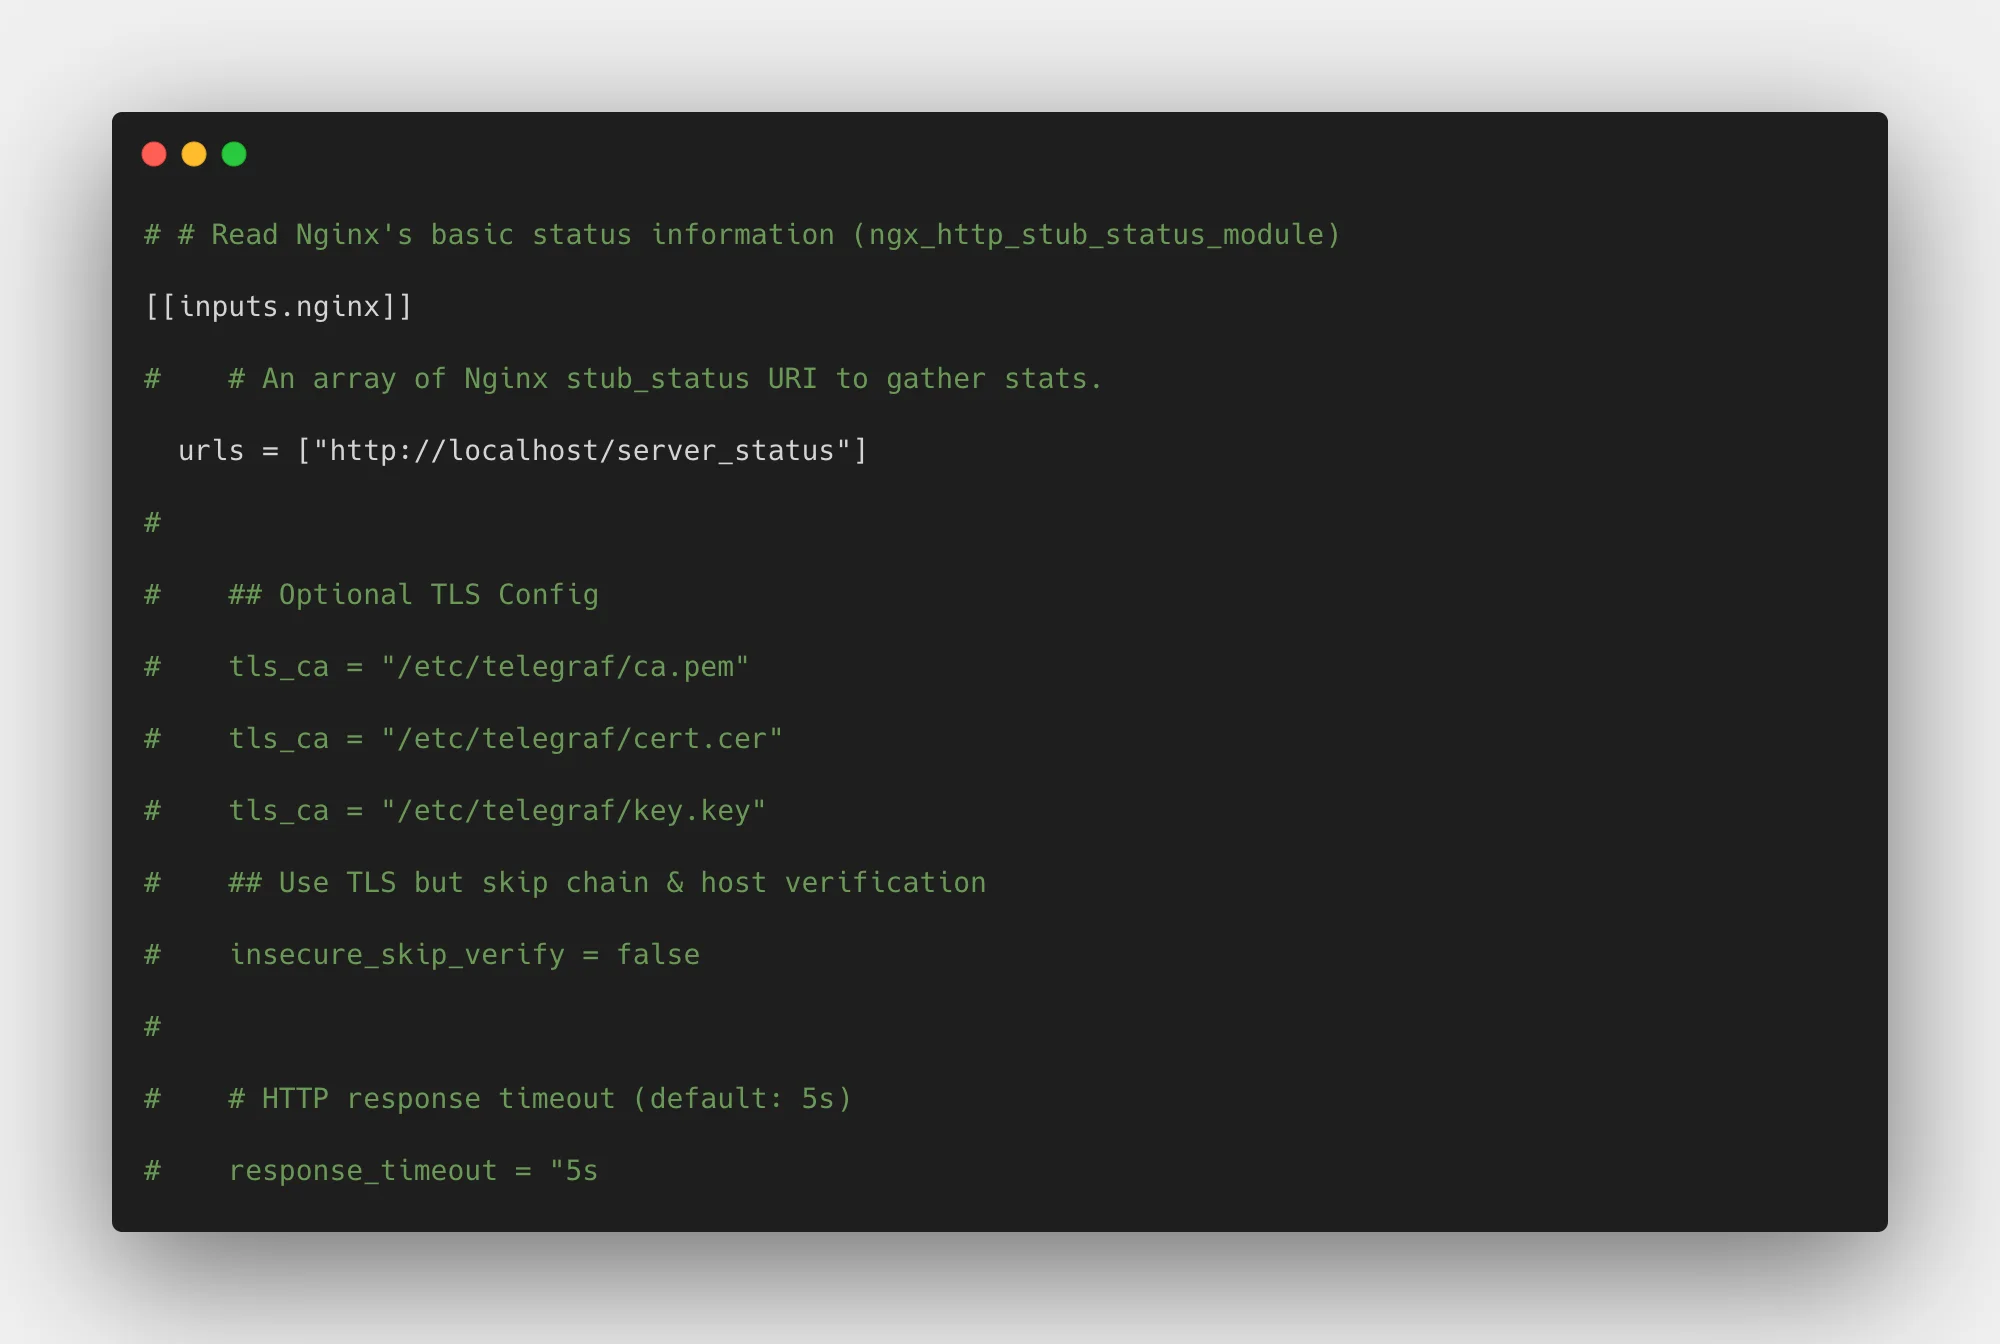 # # Read Nginx's basic status information (ngx_http_stub_status_module)
[[inputs.nginx]]
#    # An array of Nginx stub_status URI to gather stats.
  urls = ["http://localhost/server_status"]
#
#    ## Optional TLS Config
#    tls_ca = "/etc/telegraf/ca.pem"
#    tls_ca = "/etc/telegraf/cert.cer"
#    tls_ca = "/etc/telegraf/key.key"
#    ## Use TLS but skip chain & host verification
#    insecure_skip_verify = false
#
#    # HTTP response timeout (default: 5s)
#    response_timeout = "5s